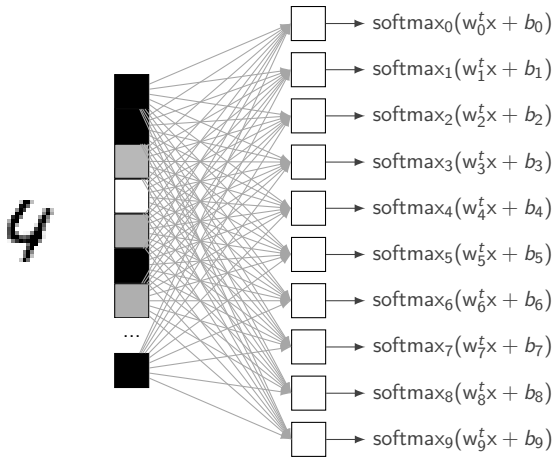 softmax₀(w₀ᵗx + b₀)
softmax₁(w₁ᵗx + b₁)
softmax₂(w₂ᵗx + b₂)
softmax₃(w₃ᵗx + b₃)
softmax₄(w₄ᵗx + b₄)
softmax₅(w₅ᵗx + b₅)
softmax₆(w₆ᵗx + b₆)
softmax₇(w₇ᵗx + b₇)
softmax₈(w₈ᵗx + b₈)
softmax₉(w₉ᵗx + b₉)
4
...